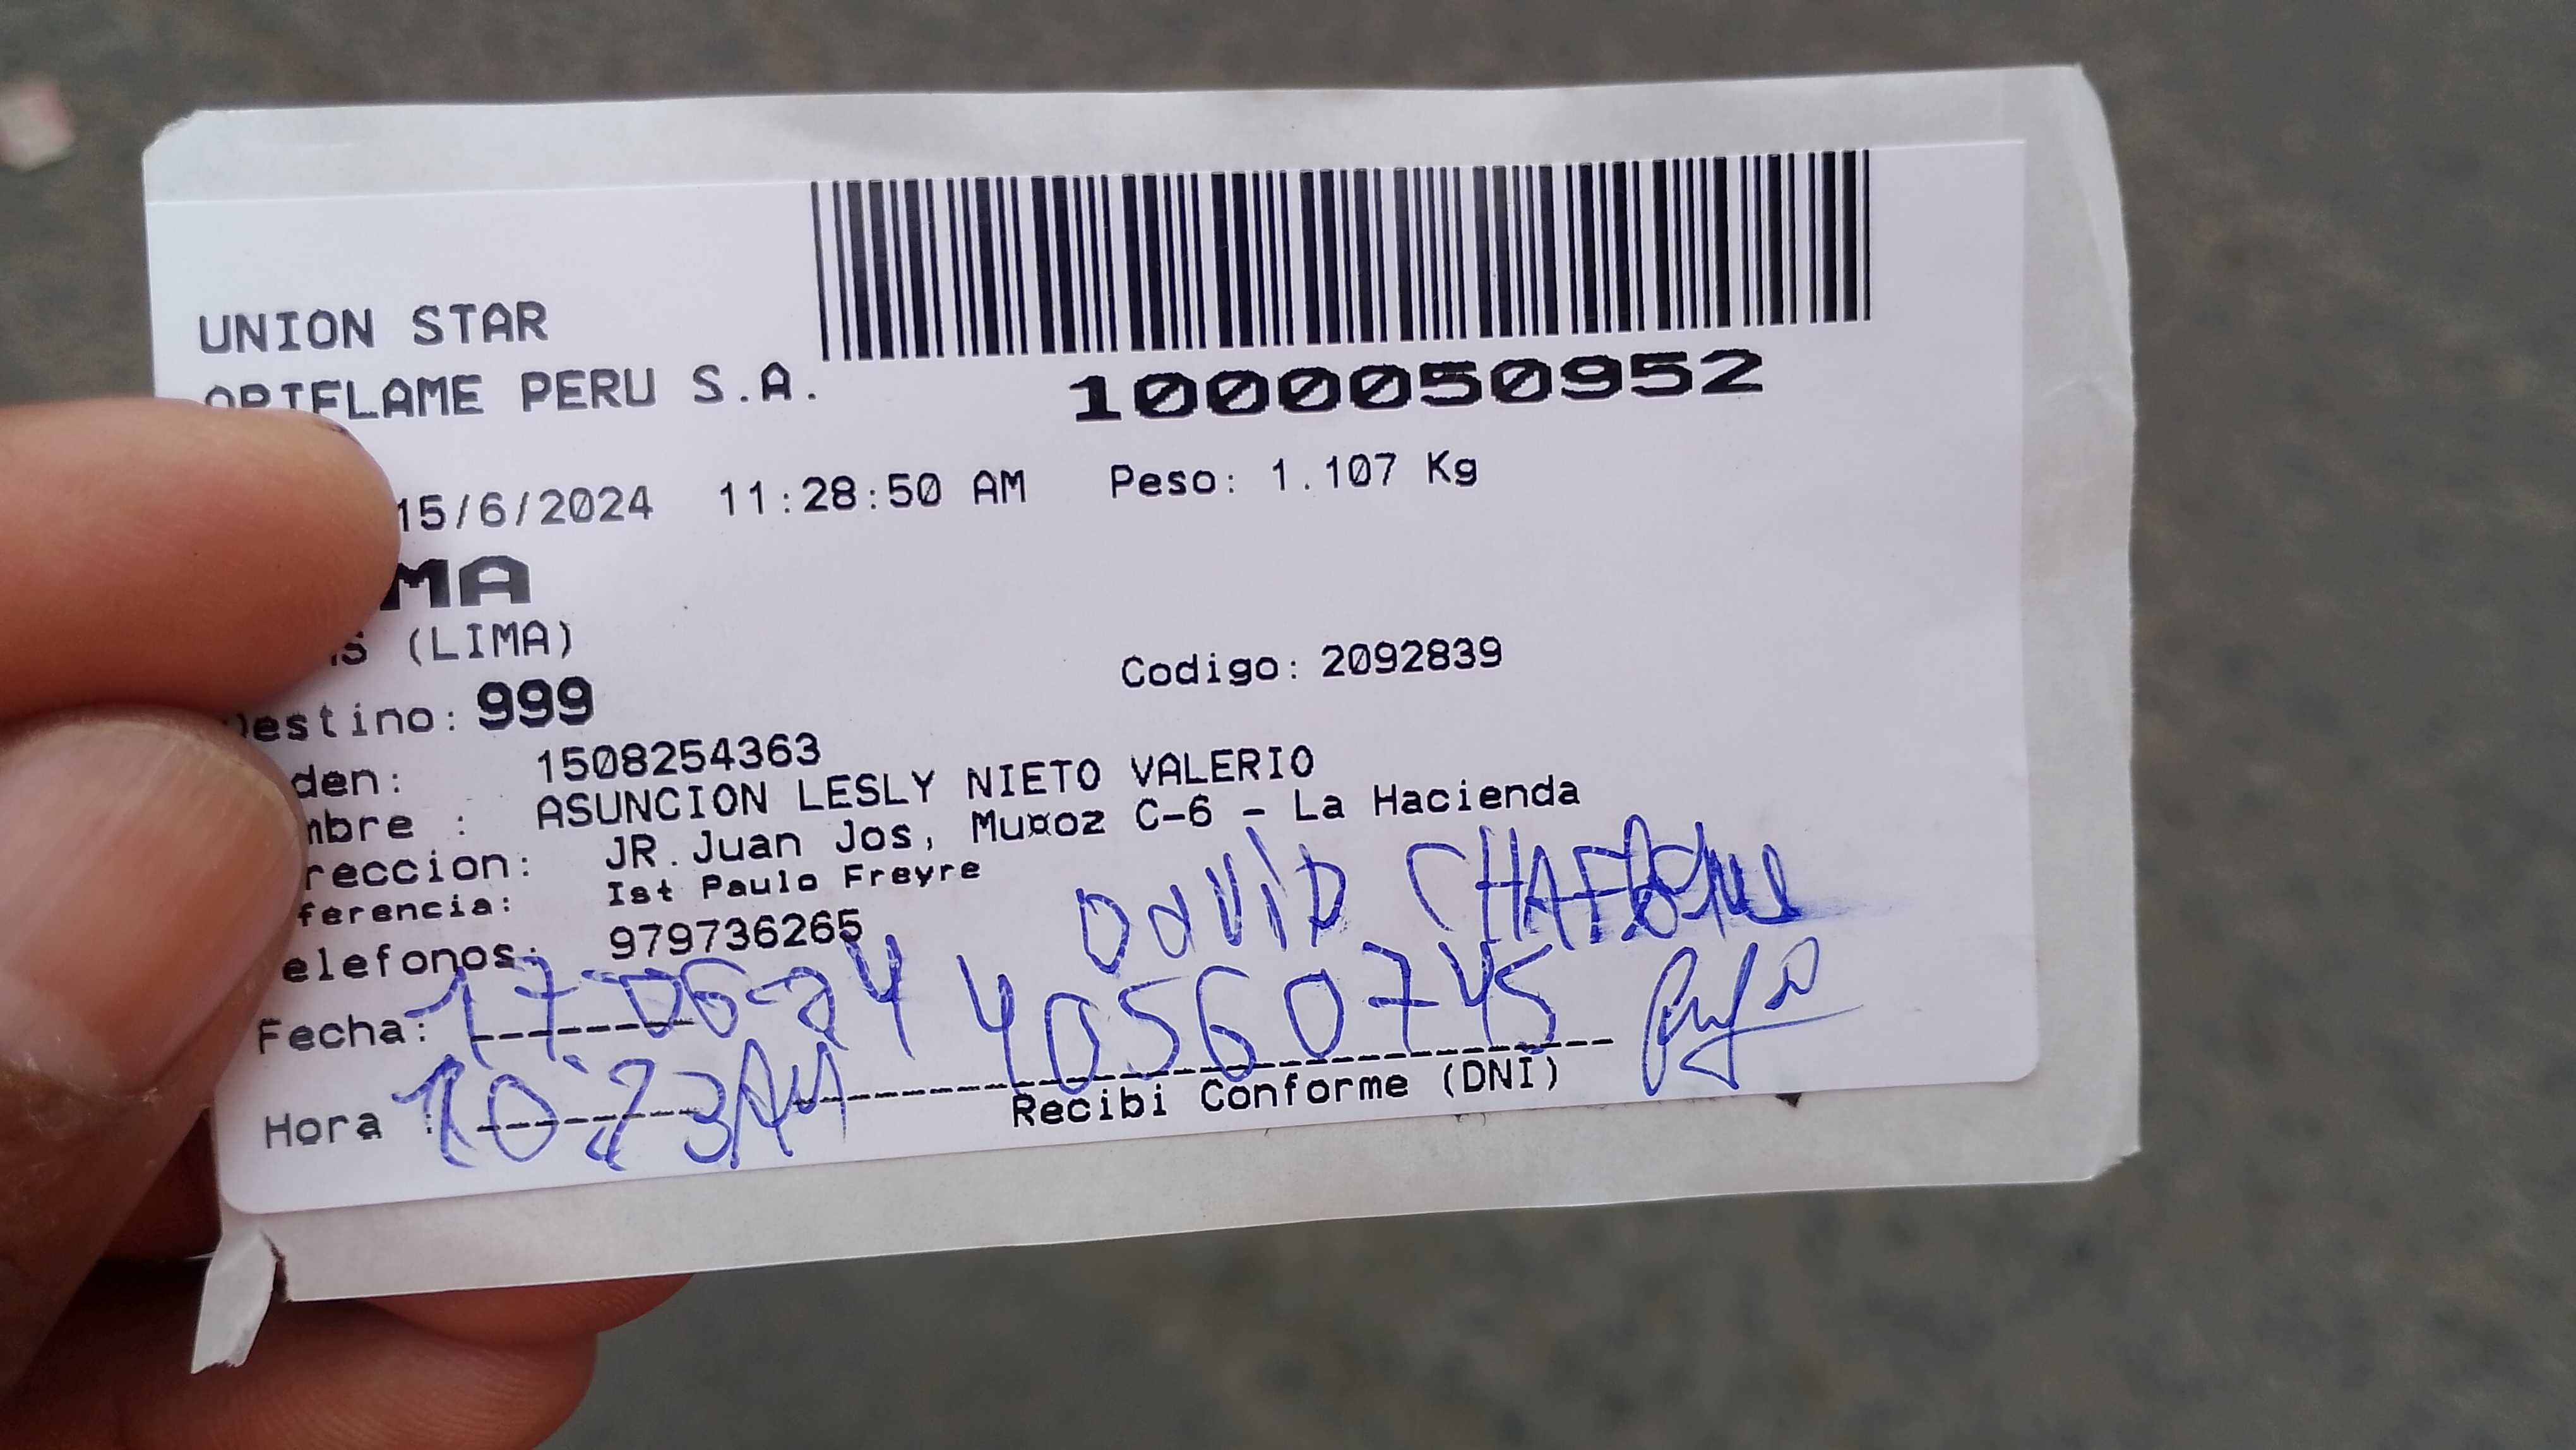 UNION STAR
ORIFLAME PERU S.A.
1000050952
15/6/2024 11:28:50 AM Peso: 1.107 Kg
MA
S (LIMA)
Codigo: 2092839
estino: 999
den: 1508254363
mbre : ASUNCION LESLY NIETO VALERIO
reccion: JR.Juan Jos, Mu¤oz C-6 - La Hacienda
ferencia: Ist Paulo Freyre
elefonos: 979736265
DAVID
Fecha: 17-06-24 40560745
Hora : 10:23AM
Recibi Conforme (DNI)